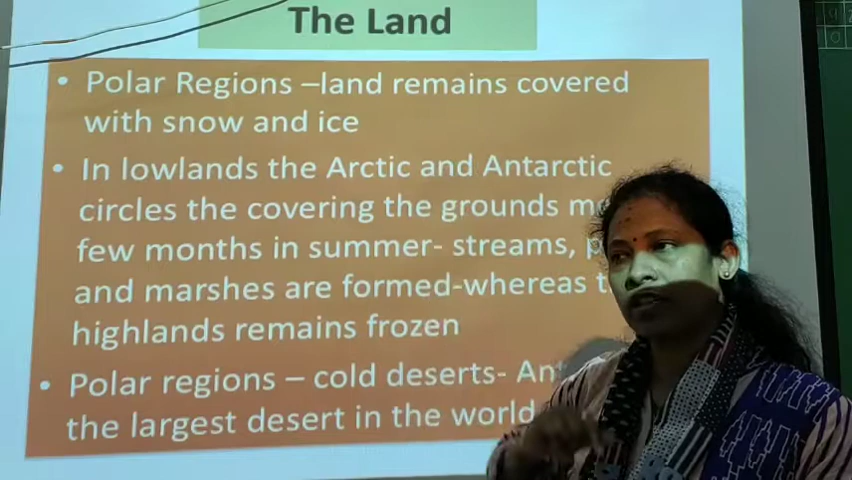 The Land
• Polar Regions –land remains covered
with snow and ice
• In lowlands the Arctic and Antarctic
circles the covering the grounds
few months in summer- streams,
and marshes are formed-whereas
highlands remains frozen
• Polar regions – cold deserts-
the largest desert in the world